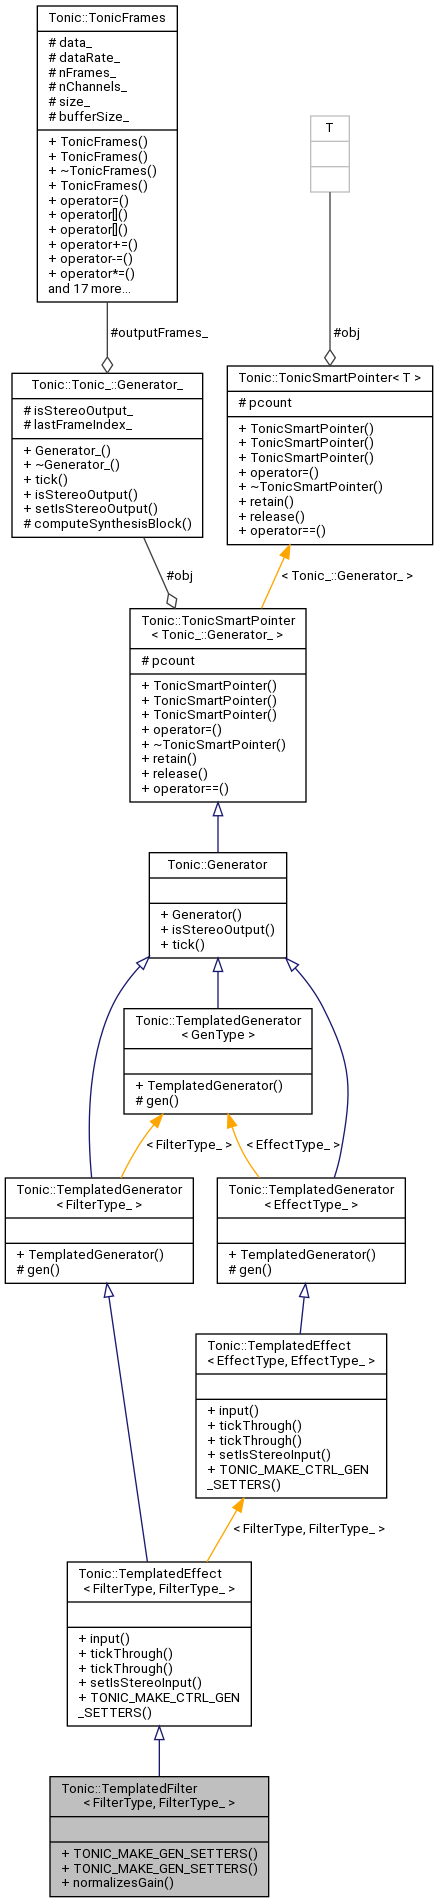 Tonic::TonicFrames
# data_
# dataRate_
# nFrames_
# nChannels_
# size_
# bufferSize_
+ TonicFrames()
+ TonicFrames()
+ ~TonicFrames()
+ TonicFrames()
+ operator=()
+ operator[]()
+ operator[]()
+ operator+=()
+ operator-=()
+ operator*=()
and 17 more...
T
#outputFrames_
#obj
Tonic::Tonic_::Generator_
# isStereoOutput_
# lastFrameIndex_
+ Generator_()
+ ~Generator_()
+ tick()
+ isStereoOutput()
+ setIsStereoOutput()
# computeSynthesisBlock()
Tonic::TonicSmartPointer< T >
# pcount
+ TonicSmartPointer()
+ TonicSmartPointer()
+ TonicSmartPointer()
+ operator=()
+ ~TonicSmartPointer()
+ retain()
+ release()
+ operator==()
#obj
< Tonic_::Generator_ >
Tonic::TonicSmartPointer
< Tonic_::Generator_ >
# pcount
+ TonicSmartPointer()
+ TonicSmartPointer()
+ TonicSmartPointer()
+ operator=()
+ ~TonicSmartPointer()
+ retain()
+ release()
+ operator==()
Tonic::Generator
+ Generator()
+ isStereoOutput()
+ tick()
Tonic::TemplatedGenerator
< GenType >
+ TemplatedGenerator()
# gen()
< FilterType_ >
< EffectType_ >
Tonic::TemplatedGenerator
< FilterType_ >
+ TemplatedGenerator()
# gen()
Tonic::TemplatedGenerator
< EffectType_ >
+ TemplatedGenerator()
# gen()
Tonic::TemplatedEffect
< EffectType, EffectType_ >
+ input()
+ tickThrough()
+ tickThrough()
+ setIsStereoInput()
+ TONIC_MAKE_CTRL_GEN
_SETTERS()
< FilterType, FilterType_ >
Tonic::TemplatedEffect
< FilterType, FilterType_ >
+ input()
+ tickThrough()
+ tickThrough()
+ setIsStereoInput()
+ TONIC_MAKE_CTRL_GEN
_SETTERS()
Tonic::TemplatedFilter
< FilterType, FilterType_ >
+ TONIC_MAKE_GEN_SETTERS()
+ TONIC_MAKE_GEN_SETTERS()
+ normalizesGain()